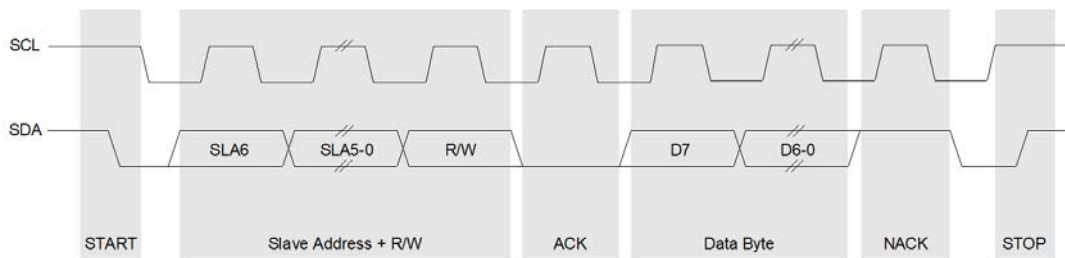 SCL
SDA
SLA6 SLA5-0 R/W D7 D6-0
START Slave Address + R/W ACK Data Byte NACK STOP